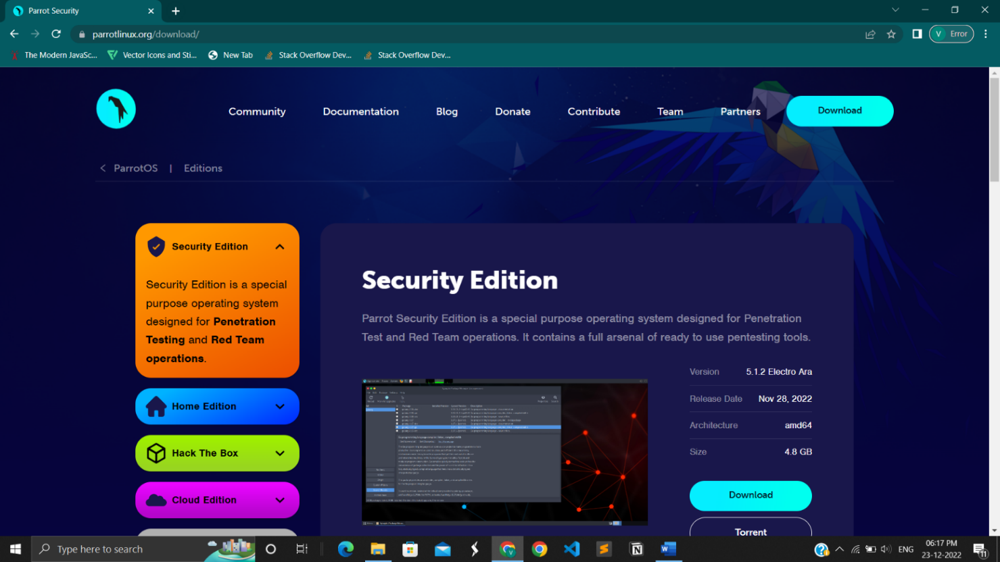 Parrot Security
parrotlinux.org/download/
V Error
The Modern JavaSc...
Vector Icons and Sti...
New Tab
Stack Overflow Dev...
Stack Overflow Dev...
Community
Documentation
Blog
Donate
Contribute
Team
Partners
Download
ParrotOS | Editions
Security Edition
Security Edition is a special
purpose operating system
designed for Penetration
Testing and Red Team
operations.
Home Edition
Hack The Box
Cloud Edition
Security Edition
Parrot Security Edition is a special purpose operating system designed for Penetration
Test and Red Team operations. It contains a full arsenal of ready to use pentesting tools.
Version 5.1.2 Electro Ara
Release Date Nov 28, 2022
Architecture amd64
Size 4.8 GB
Download
Torrent
Type here to search
ENG
06:17 PM
23-12-2022
11